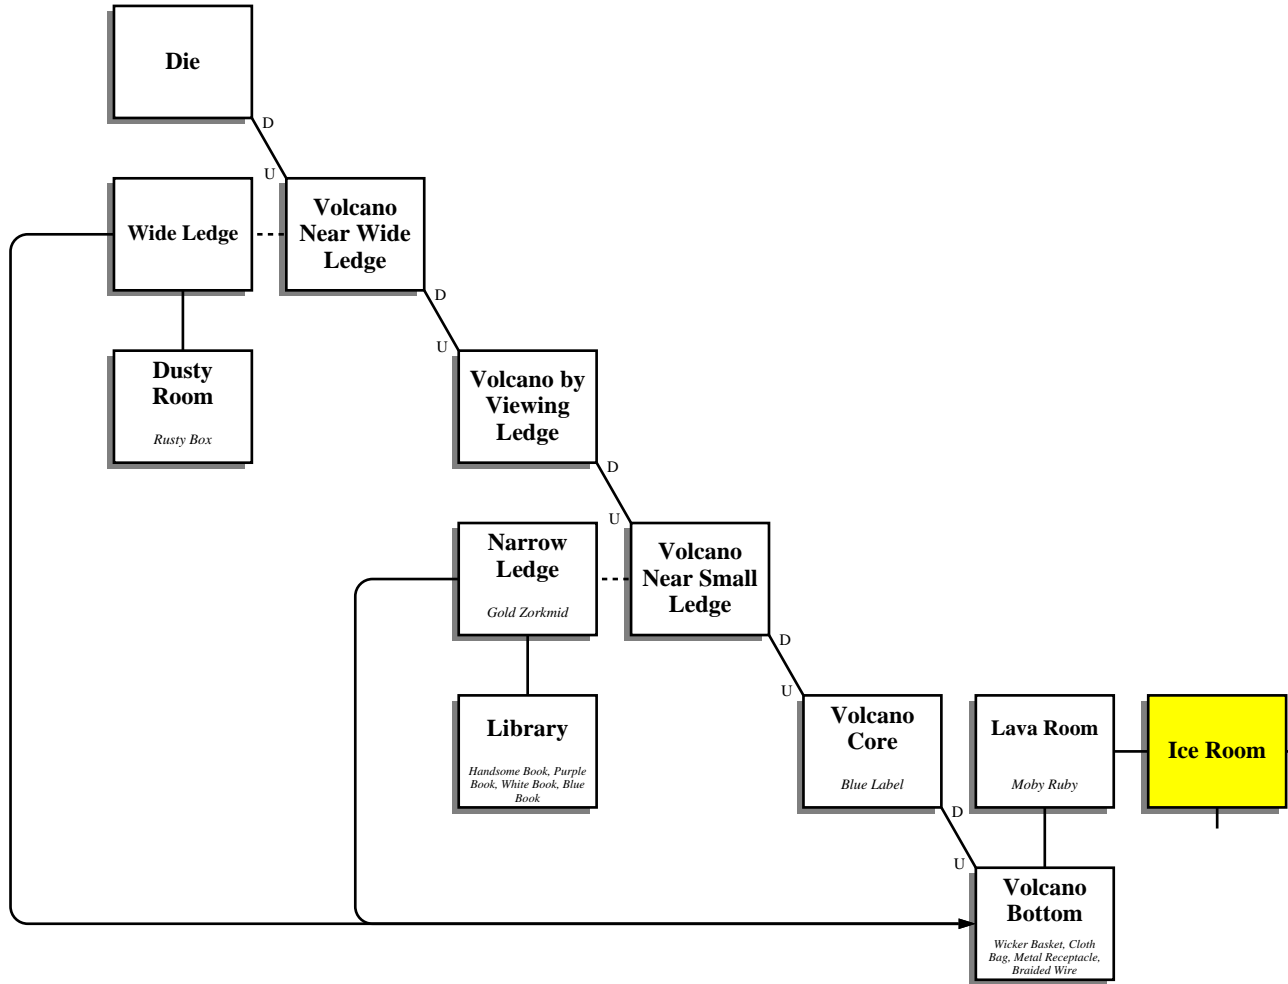 Die
D
U
Wide Ledge
Volcano
Near Wide
Ledge
D
U
Dusty
Room
Rusty Box
Volcano by
Viewing
Ledge
D
U
Narrow
Ledge
Gold Zorkmid
Volcano
Near Small
Ledge
D
U
Library
Handsome Book, Purple
Book, White Book, Blue
Book
Volcano
Core
Blue Label
Lava Room
Moby Ruby
Ice Room
D
U
Volcano
Bottom
Wicker Basket, Cloth
Bag, Metal Receptacle,
Braided Wire